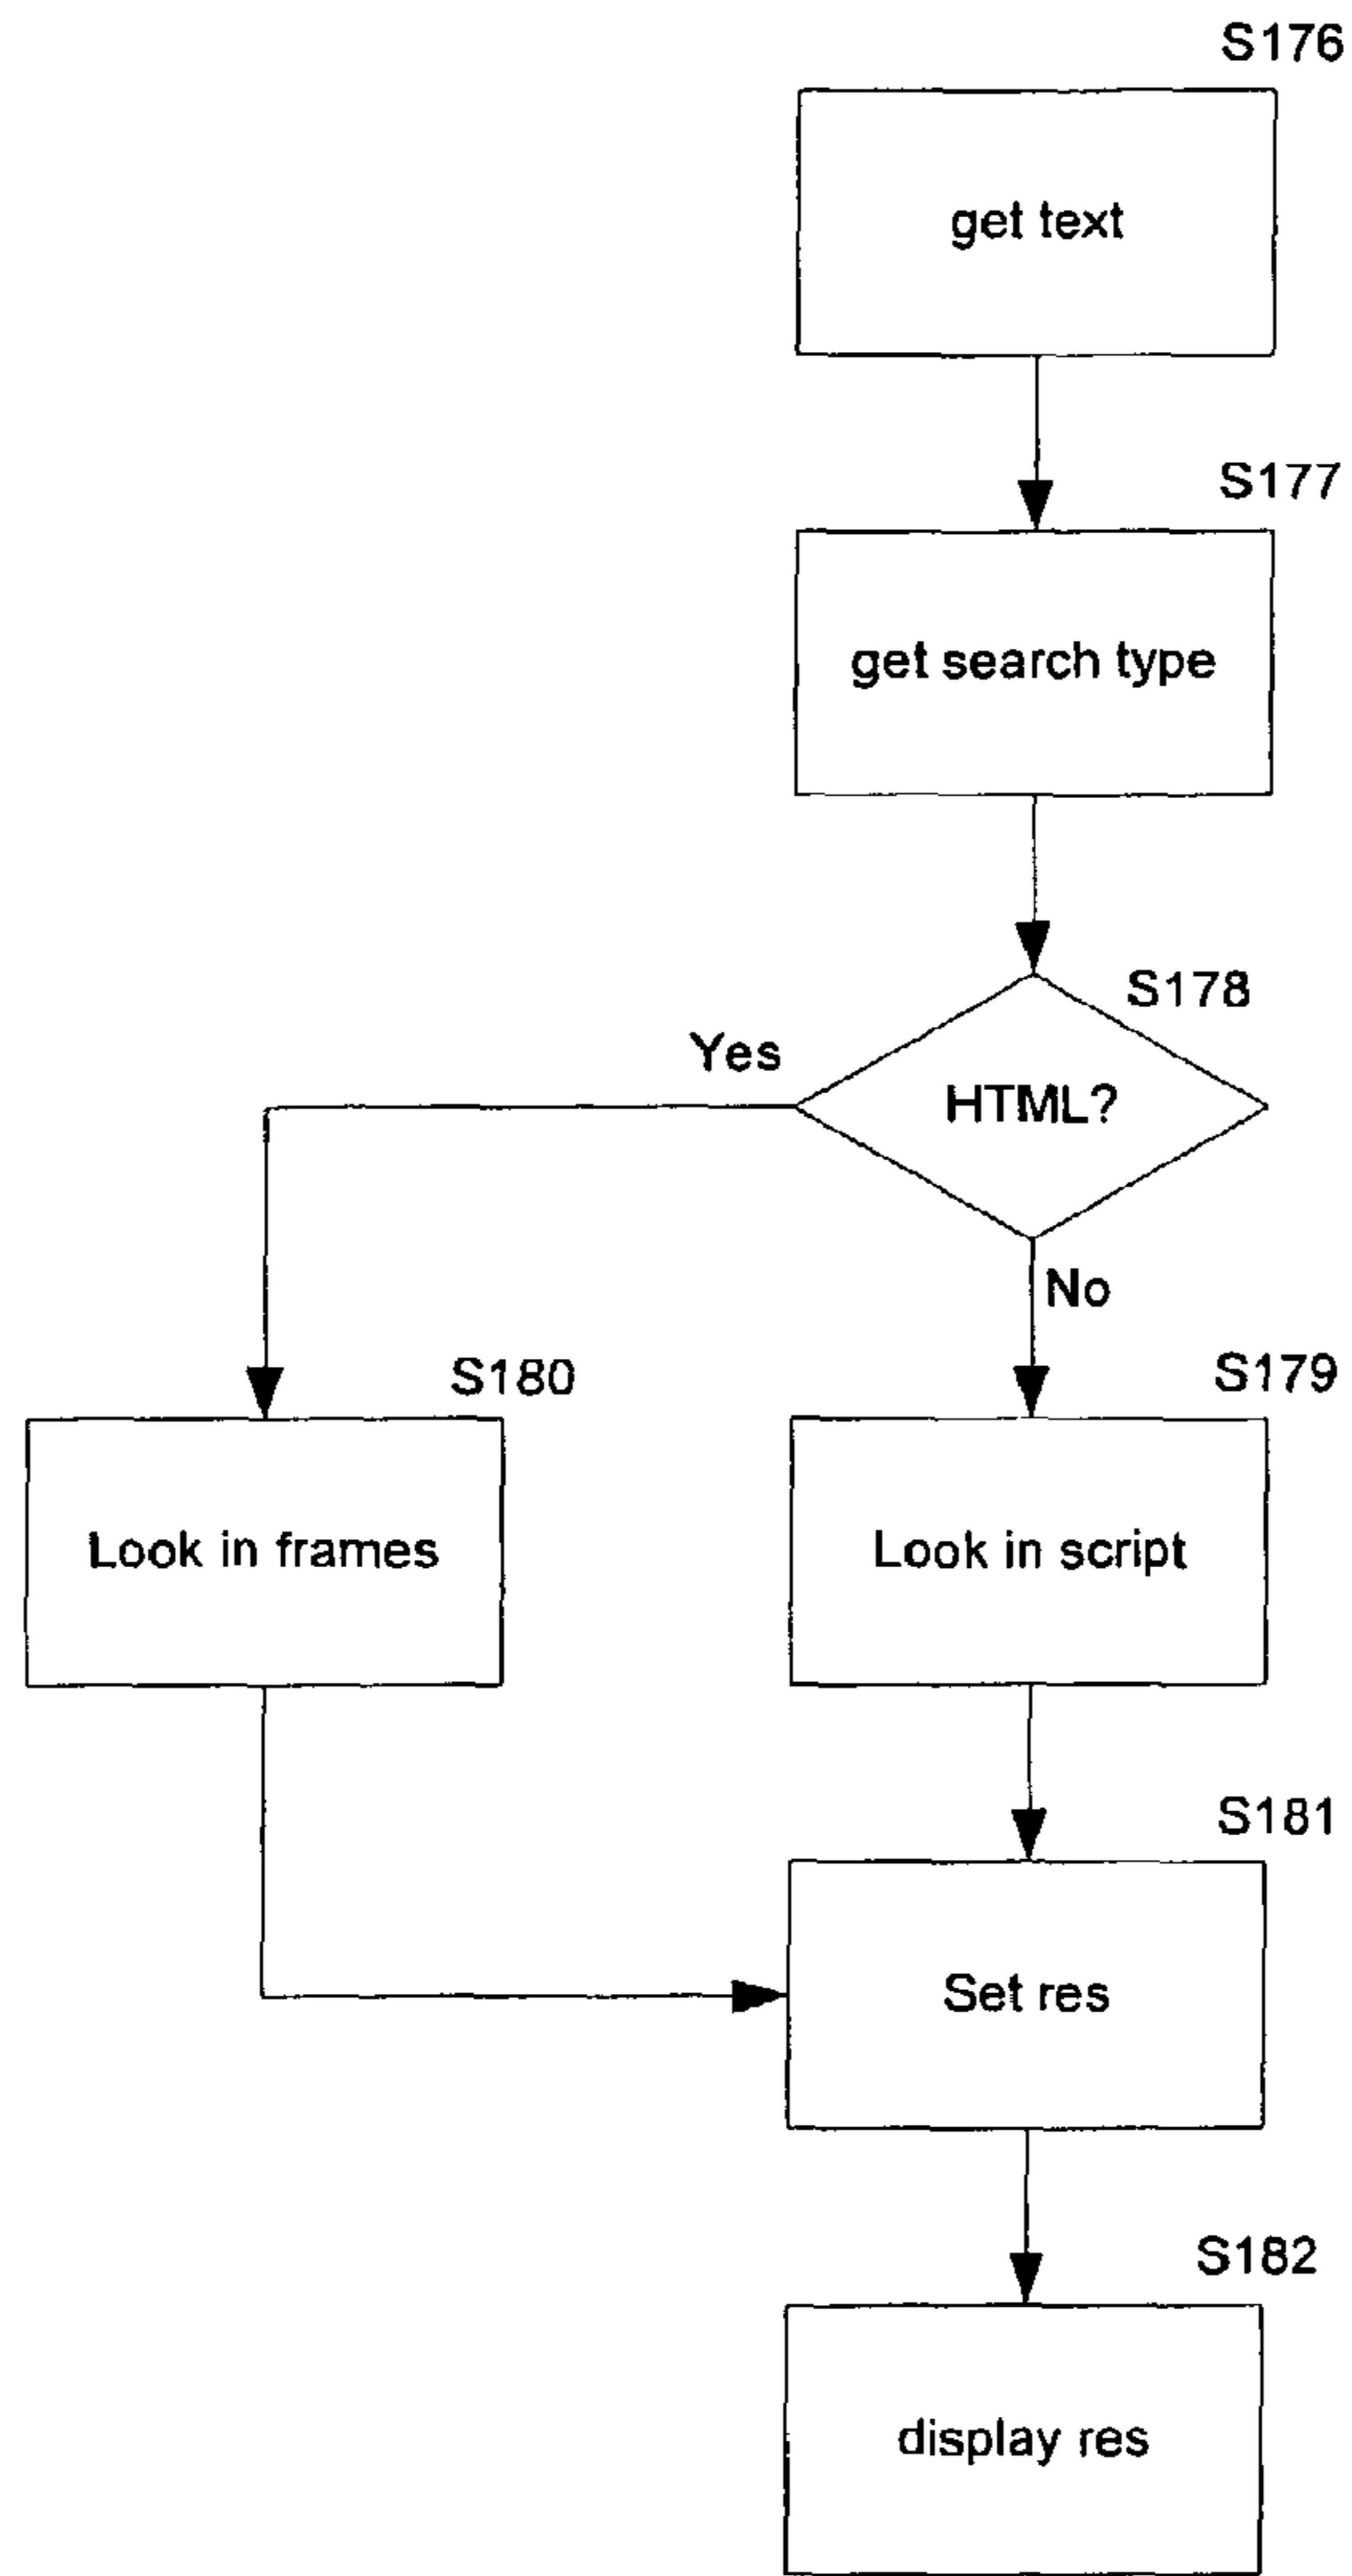 S176
get text
S177
get search type
S178
Yes
HTML?
No
S180
S179
Look in frames
Look in script
S181
Set res
S182
display res